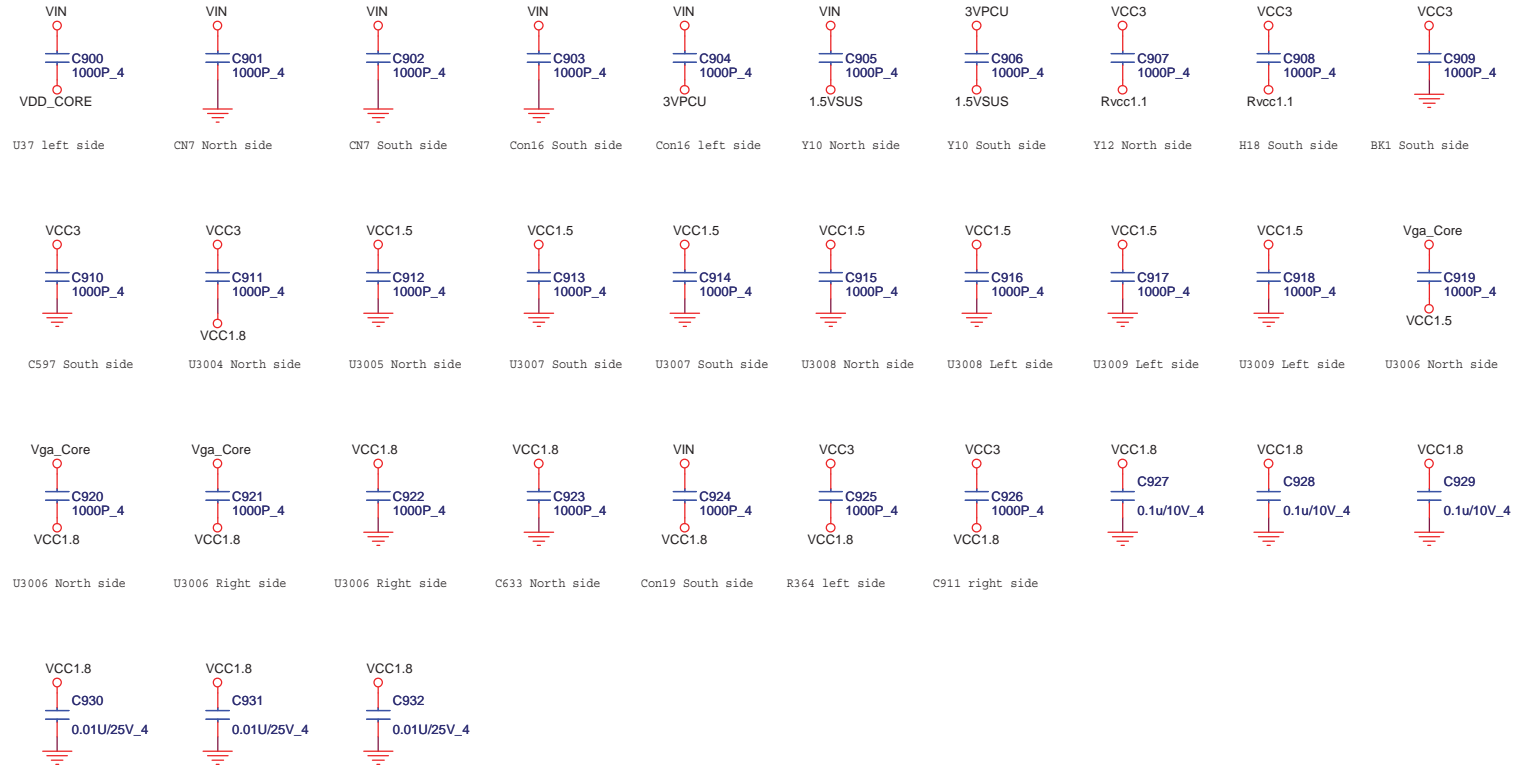 VIN VIN VIN VIN VIN VIN 3VPCU VCC3 VCC3 VCC3
C900 C901 C902 C903 C904 C905 C906 C907 C908 C909
1000P_4 1000P_4 1000P_4 1000P_4 1000P_4 1000P_4 1000P_4 1000P_4 1000P_4 1000P_4
VDD_CORE 3VPCU 1.5VSUS 1.5VSUS Rvcc1.1 Rvcc1.1
U37 left side CN7 North side CN7 South side Con16 South side Con16 left side Y10 North side Y10 South side Y12 North side H18 South side BK1 South side
VCC3 VCC3 VCC1.5 VCC1.5 VCC1.5 VCC1.5 VCC1.5 VCC1.5 VCC1.5 Vga_Core
C910 C911 C912 C913 C914 C915 C916 C917 C918 C919
1000P_4 1000P_4 1000P_4 1000P_4 1000P_4 1000P_4 1000P_4 1000P_4 1000P_4 1000P_4
VCC1.8 VCC1.5
C597 South side U3004 North side U3005 North side U3007 South side U3007 South side U3008 North side U3008 Left side U3009 Left side U3009 Left side U3006 North side
Vga_Core Vga_Core VCC1.8 VCC1.8 VIN VCC3 VCC3 VCC1.8 VCC1.8 VCC1.8
C920 C921 C922 C923 C924 C925 C926 C927 C928 C929
1000P_4 1000P_4 1000P_4 1000P_4 1000P_4 1000P_4 1000P_4 0.1u/10V_4 0.1u/10V_4 0.1u/10V_4
VCC1.8 VCC1.8 VCC1.8 VCC1.8 VCC1.8
U3006 North side U3006 Right side U3006 Right side C633 North side Con19 South side R364 left side C911 right side
VCC1.8 VCC1.8 VCC1.8
C930 C931 C932
0.01U/25V_4 0.01U/25V_4 0.01U/25V_4